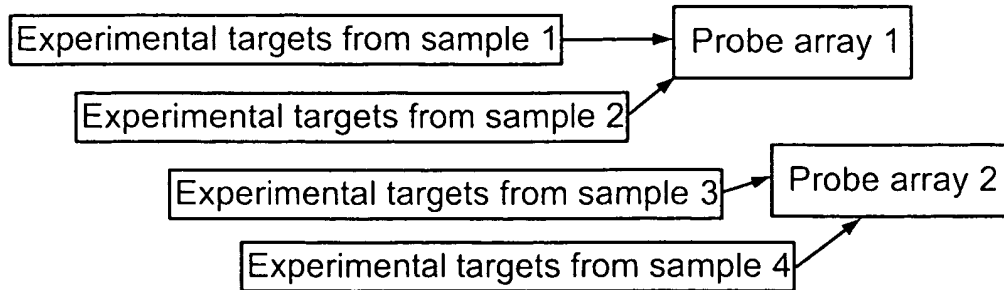 Experimental targets from sample 1
Probe array 1
Experimental targets from sample 2
Experimental targets from sample 3
Probe array 2
Experimental targets from sample 4